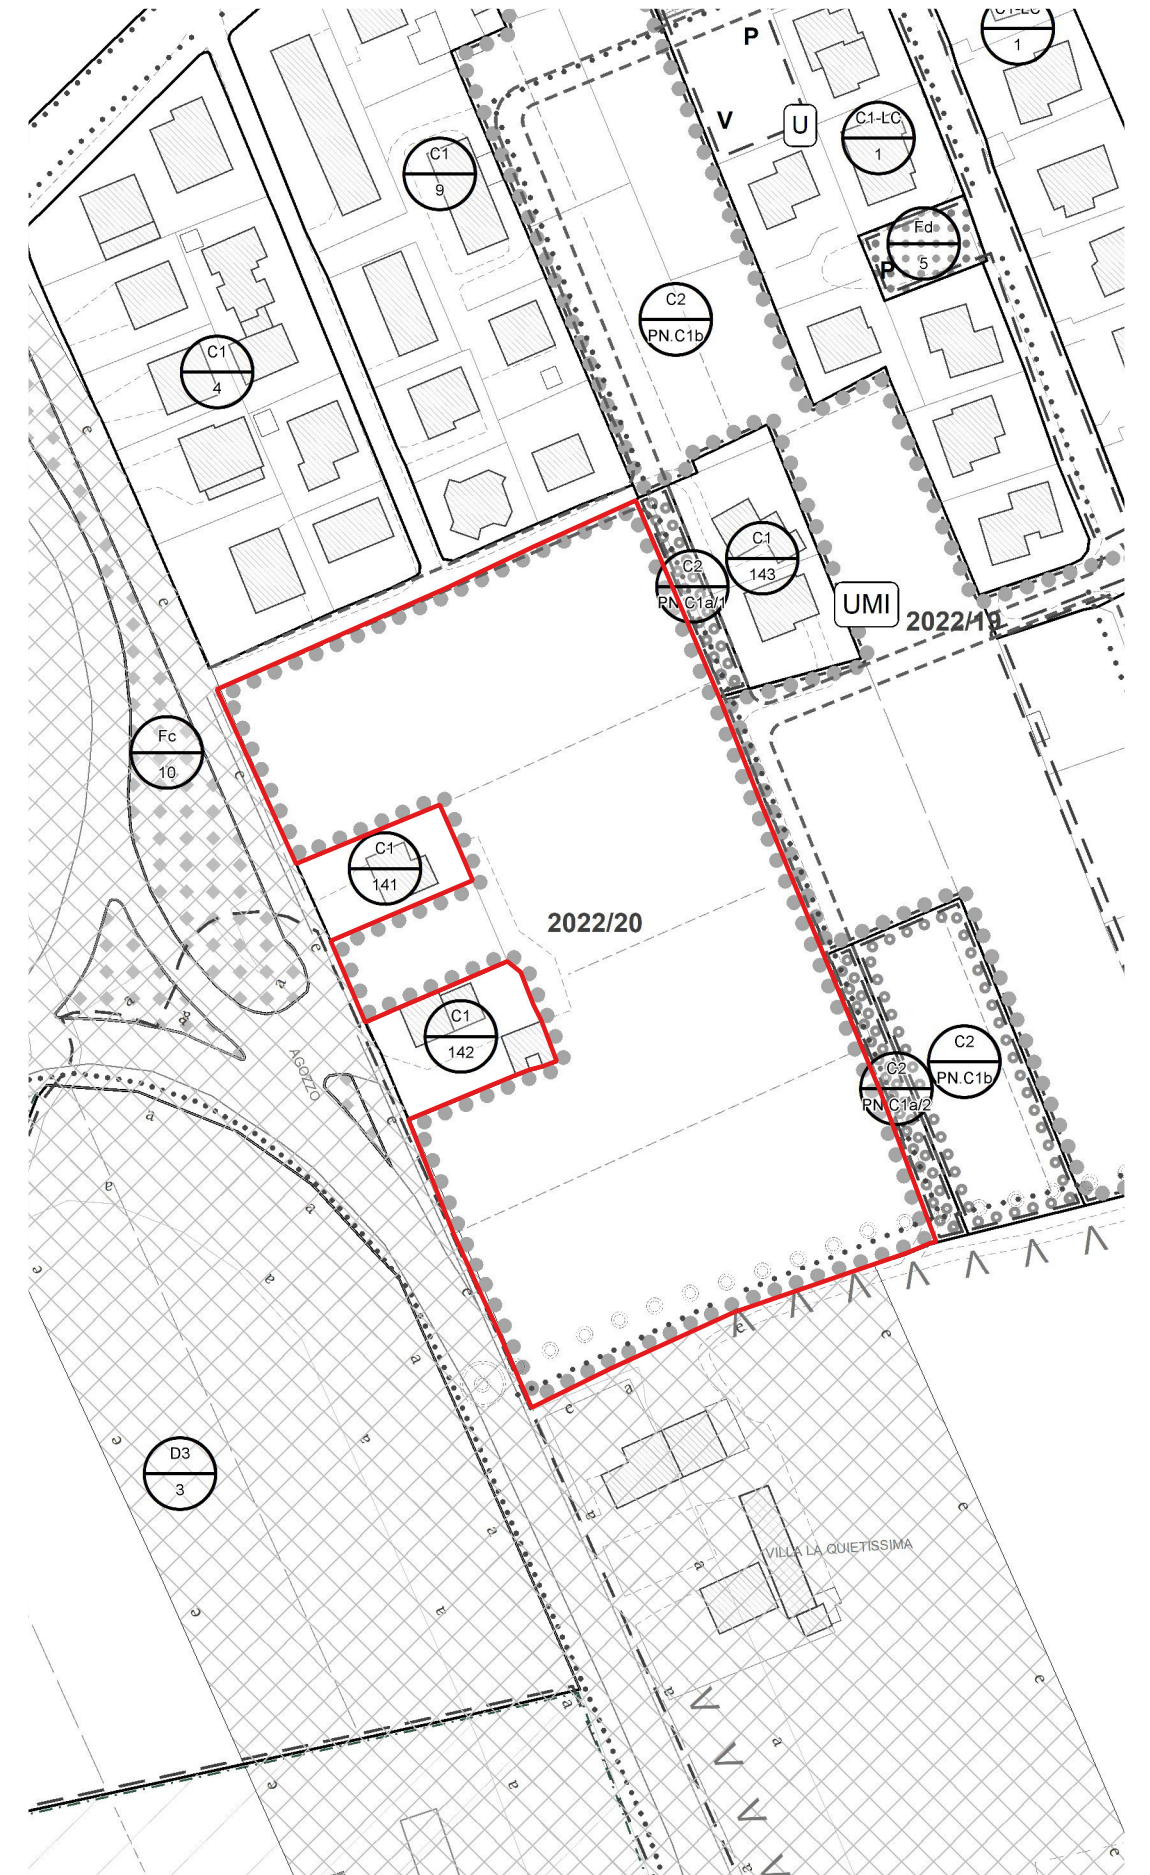 C1-LC
1
P
V
U
C1-LC
1
C1
9
Fd
5
P
C2
PN.C1b
C1
4
e
C1
143
C2
PN.C1a/1
UMI
2022/19
e
Fc
10
e
C1
141
2022/20
e
a
a
a
C1
142
AGOZZO
C2
PN.C1b
C2
PN.C1a/2
a
e
a
a
e
a
e
e
e
a
a
e
D3
3
e
a
a
e
a
a
VILLA LA QUIETISSIMA
a
e
a
e
a
a
a
e
a
e
a